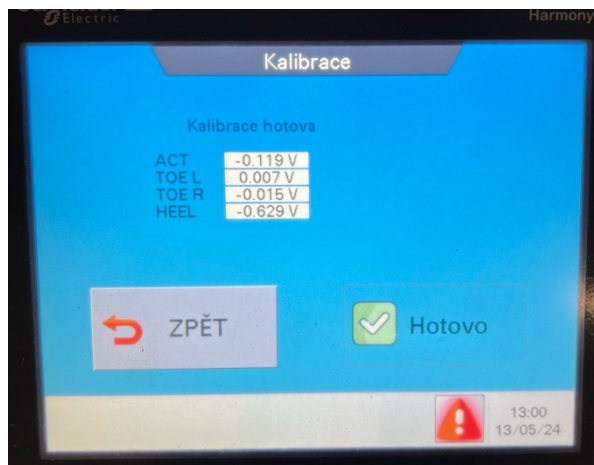 Electric
Harmony
Kalibrace
Kalibrace hotova
ACT -0.119 V
TOE L 0.007 V
TOE R -0.015 V
HEEL -0.629 V
ZPĚT
Hotovo
13:00
13/05/24